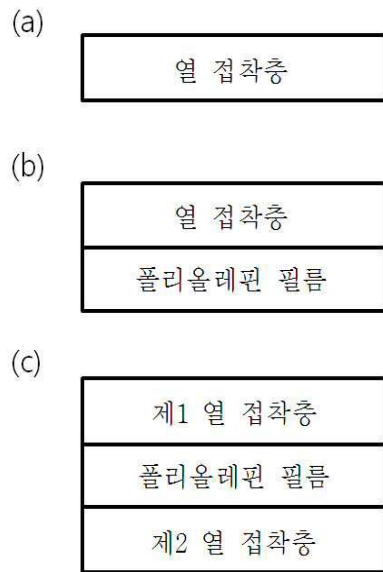 (a)
열 접착층
(b)
열 접착층
폴리올레핀 필름
(c)
제1 열 접착층
폴리올레핀 필름
제2 열 접착층